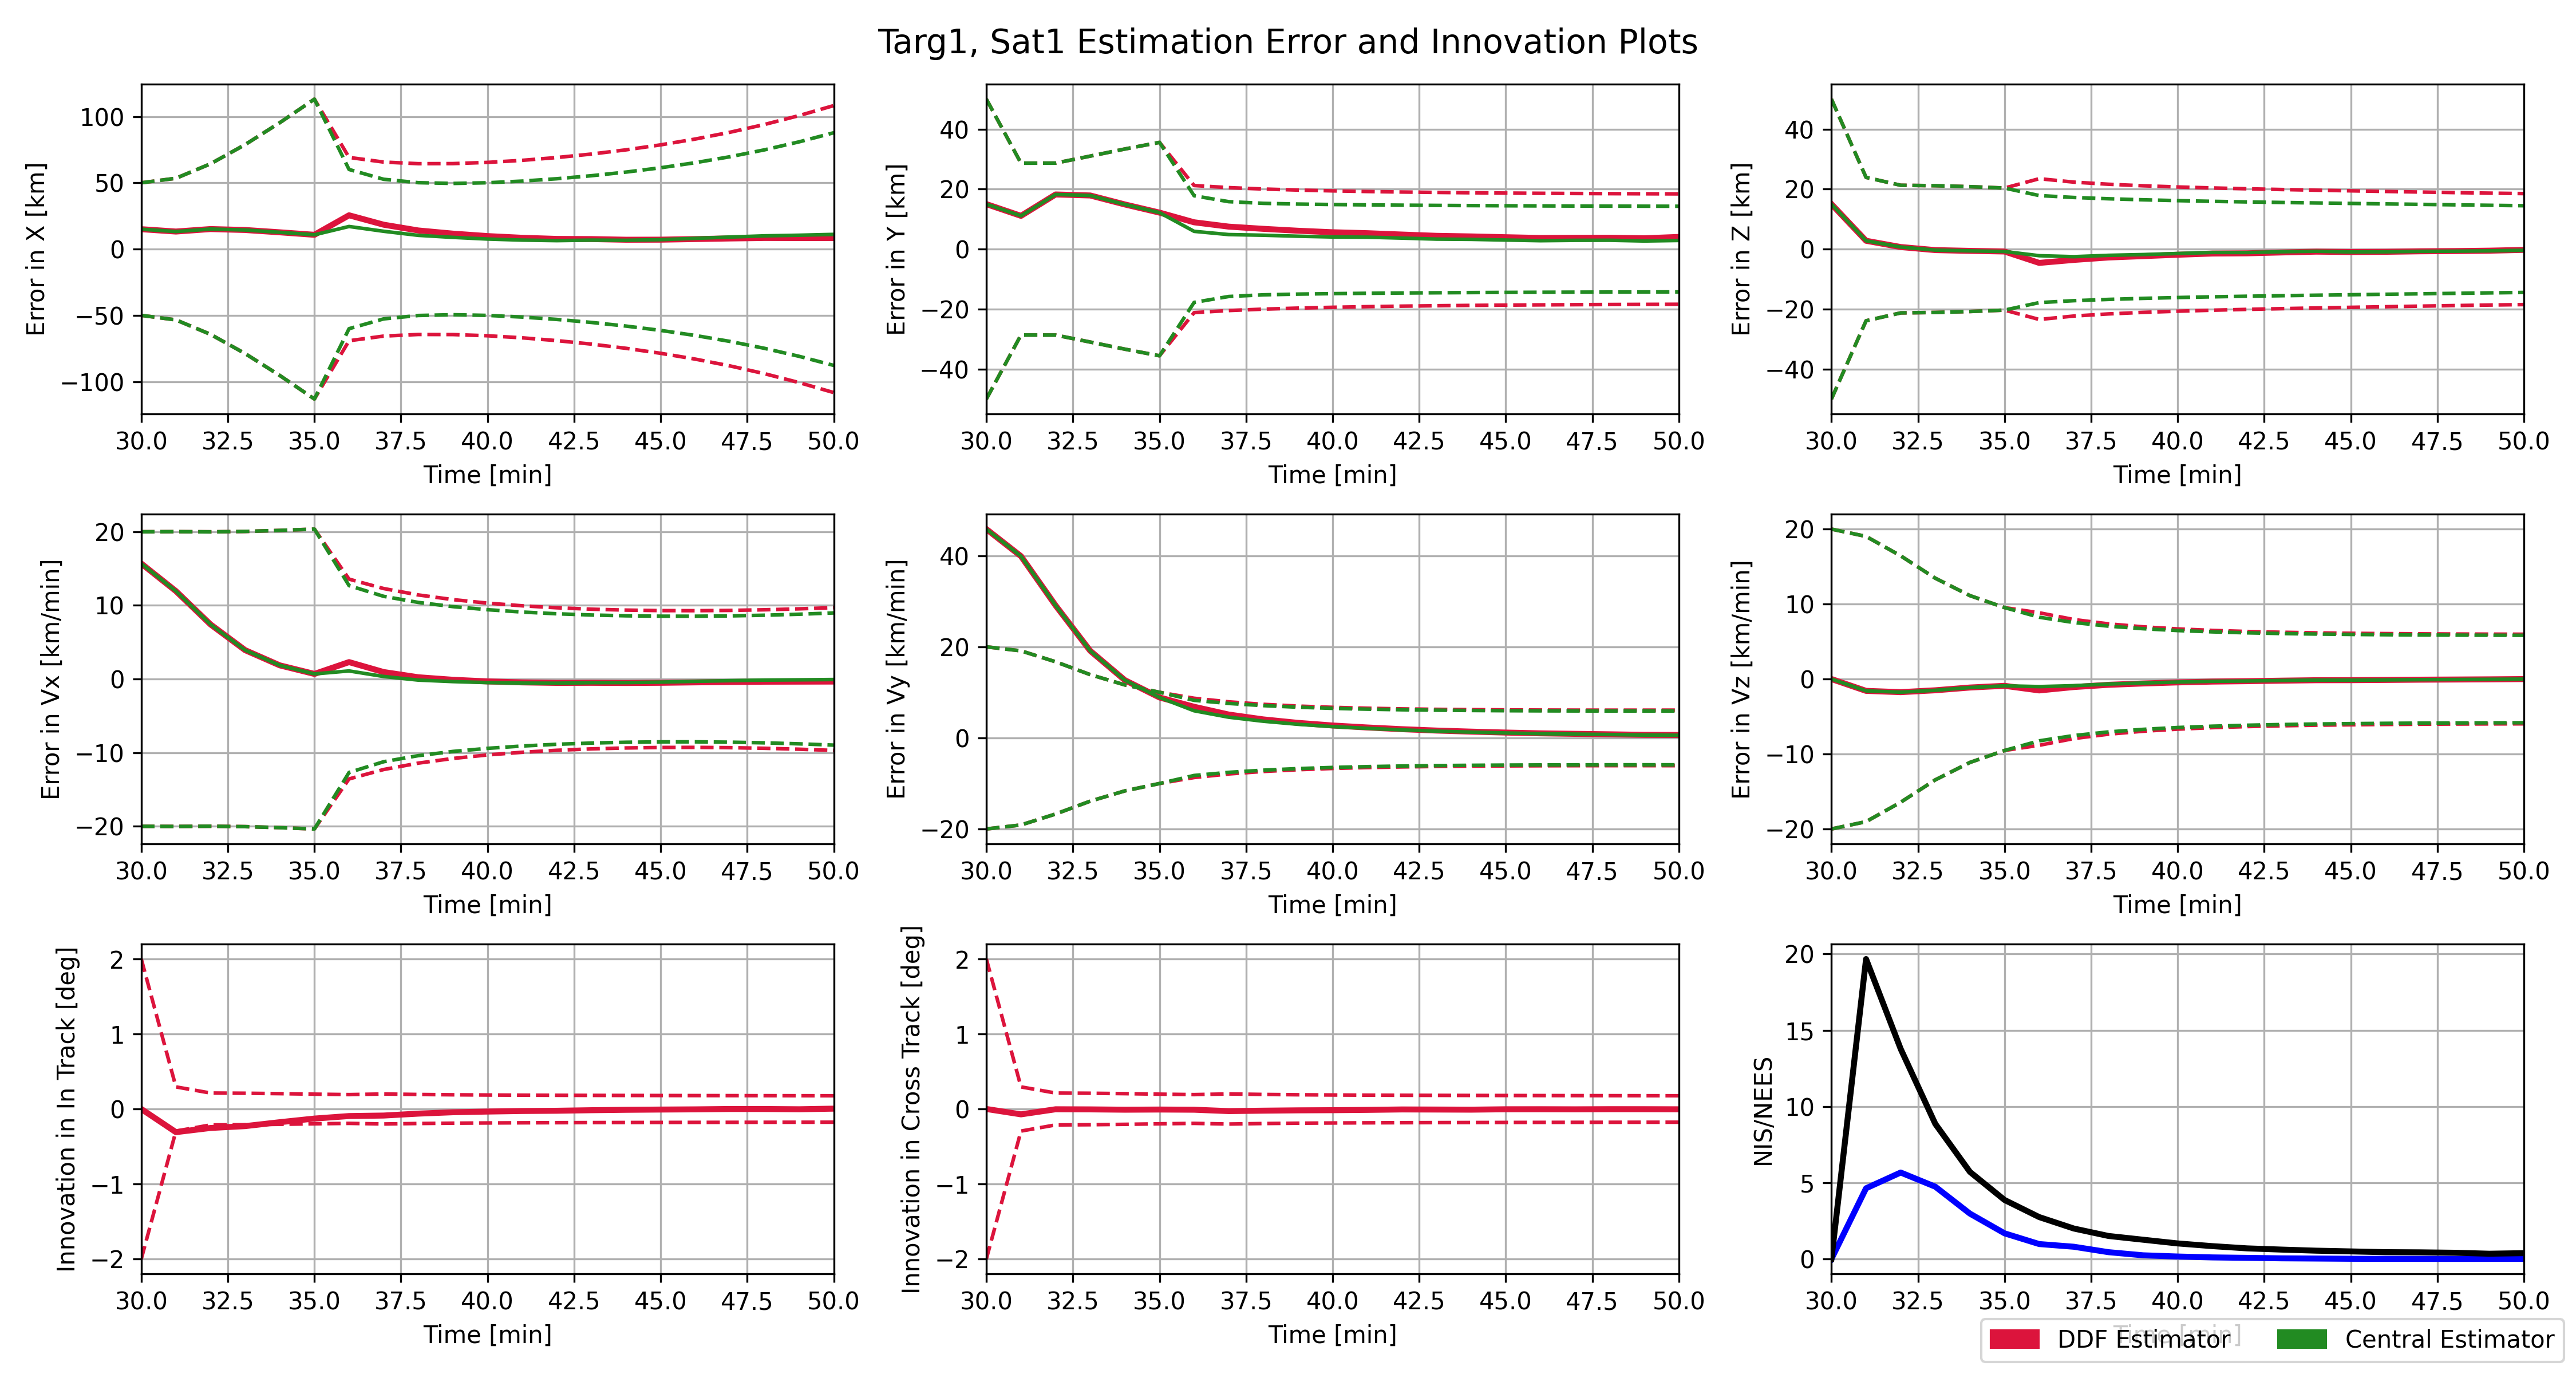 Targ1, Sat1 Estimation Error and Innovation Plots
Error in X [km]
100
50
0
−50
−100
30.0 32.5 35.0 37.5 40.0 42.5 45.0 47.5 50.0
Time [min]
Error in Y [km]
40
20
0
−20
−40
30.0 32.5 35.0 37.5 40.0 42.5 45.0 47.5 50.0
Time [min]
Error in Z [km]
40
20
0
−20
−40
30.0 32.5 35.0 37.5 40.0 42.5 45.0 47.5 50.0
Time [min]
Error in Vx [km/min]
20
10
0
−10
−20
30.0 32.5 35.0 37.5 40.0 42.5 45.0 47.5 50.0
Time [min]
Error in Vy [km/min]
40
20
0
−20
30.0 32.5 35.0 37.5 40.0 42.5 45.0 47.5 50.0
Time [min]
Error in Vz [km/min]
20
10
0
−10
−20
30.0 32.5 35.0 37.5 40.0 42.5 45.0 47.5 50.0
Time [min]
Innovation in In Track [deg]
2
1
0
−1
−2
30.0 32.5 35.0 37.5 40.0 42.5 45.0 47.5 50.0
Time [min]
Innovation in Cross Track [deg]
2
1
0
−1
−2
30.0 32.5 35.0 37.5 40.0 42.5 45.0 47.5 50.0
Time [min]
NIS/NEES
20
15
10
5
0
30.0 32.5 35.0 37.5 40.0 42.5 45.0 47.5 50.0
Time [min]
DDF Estimator
Central Estimator